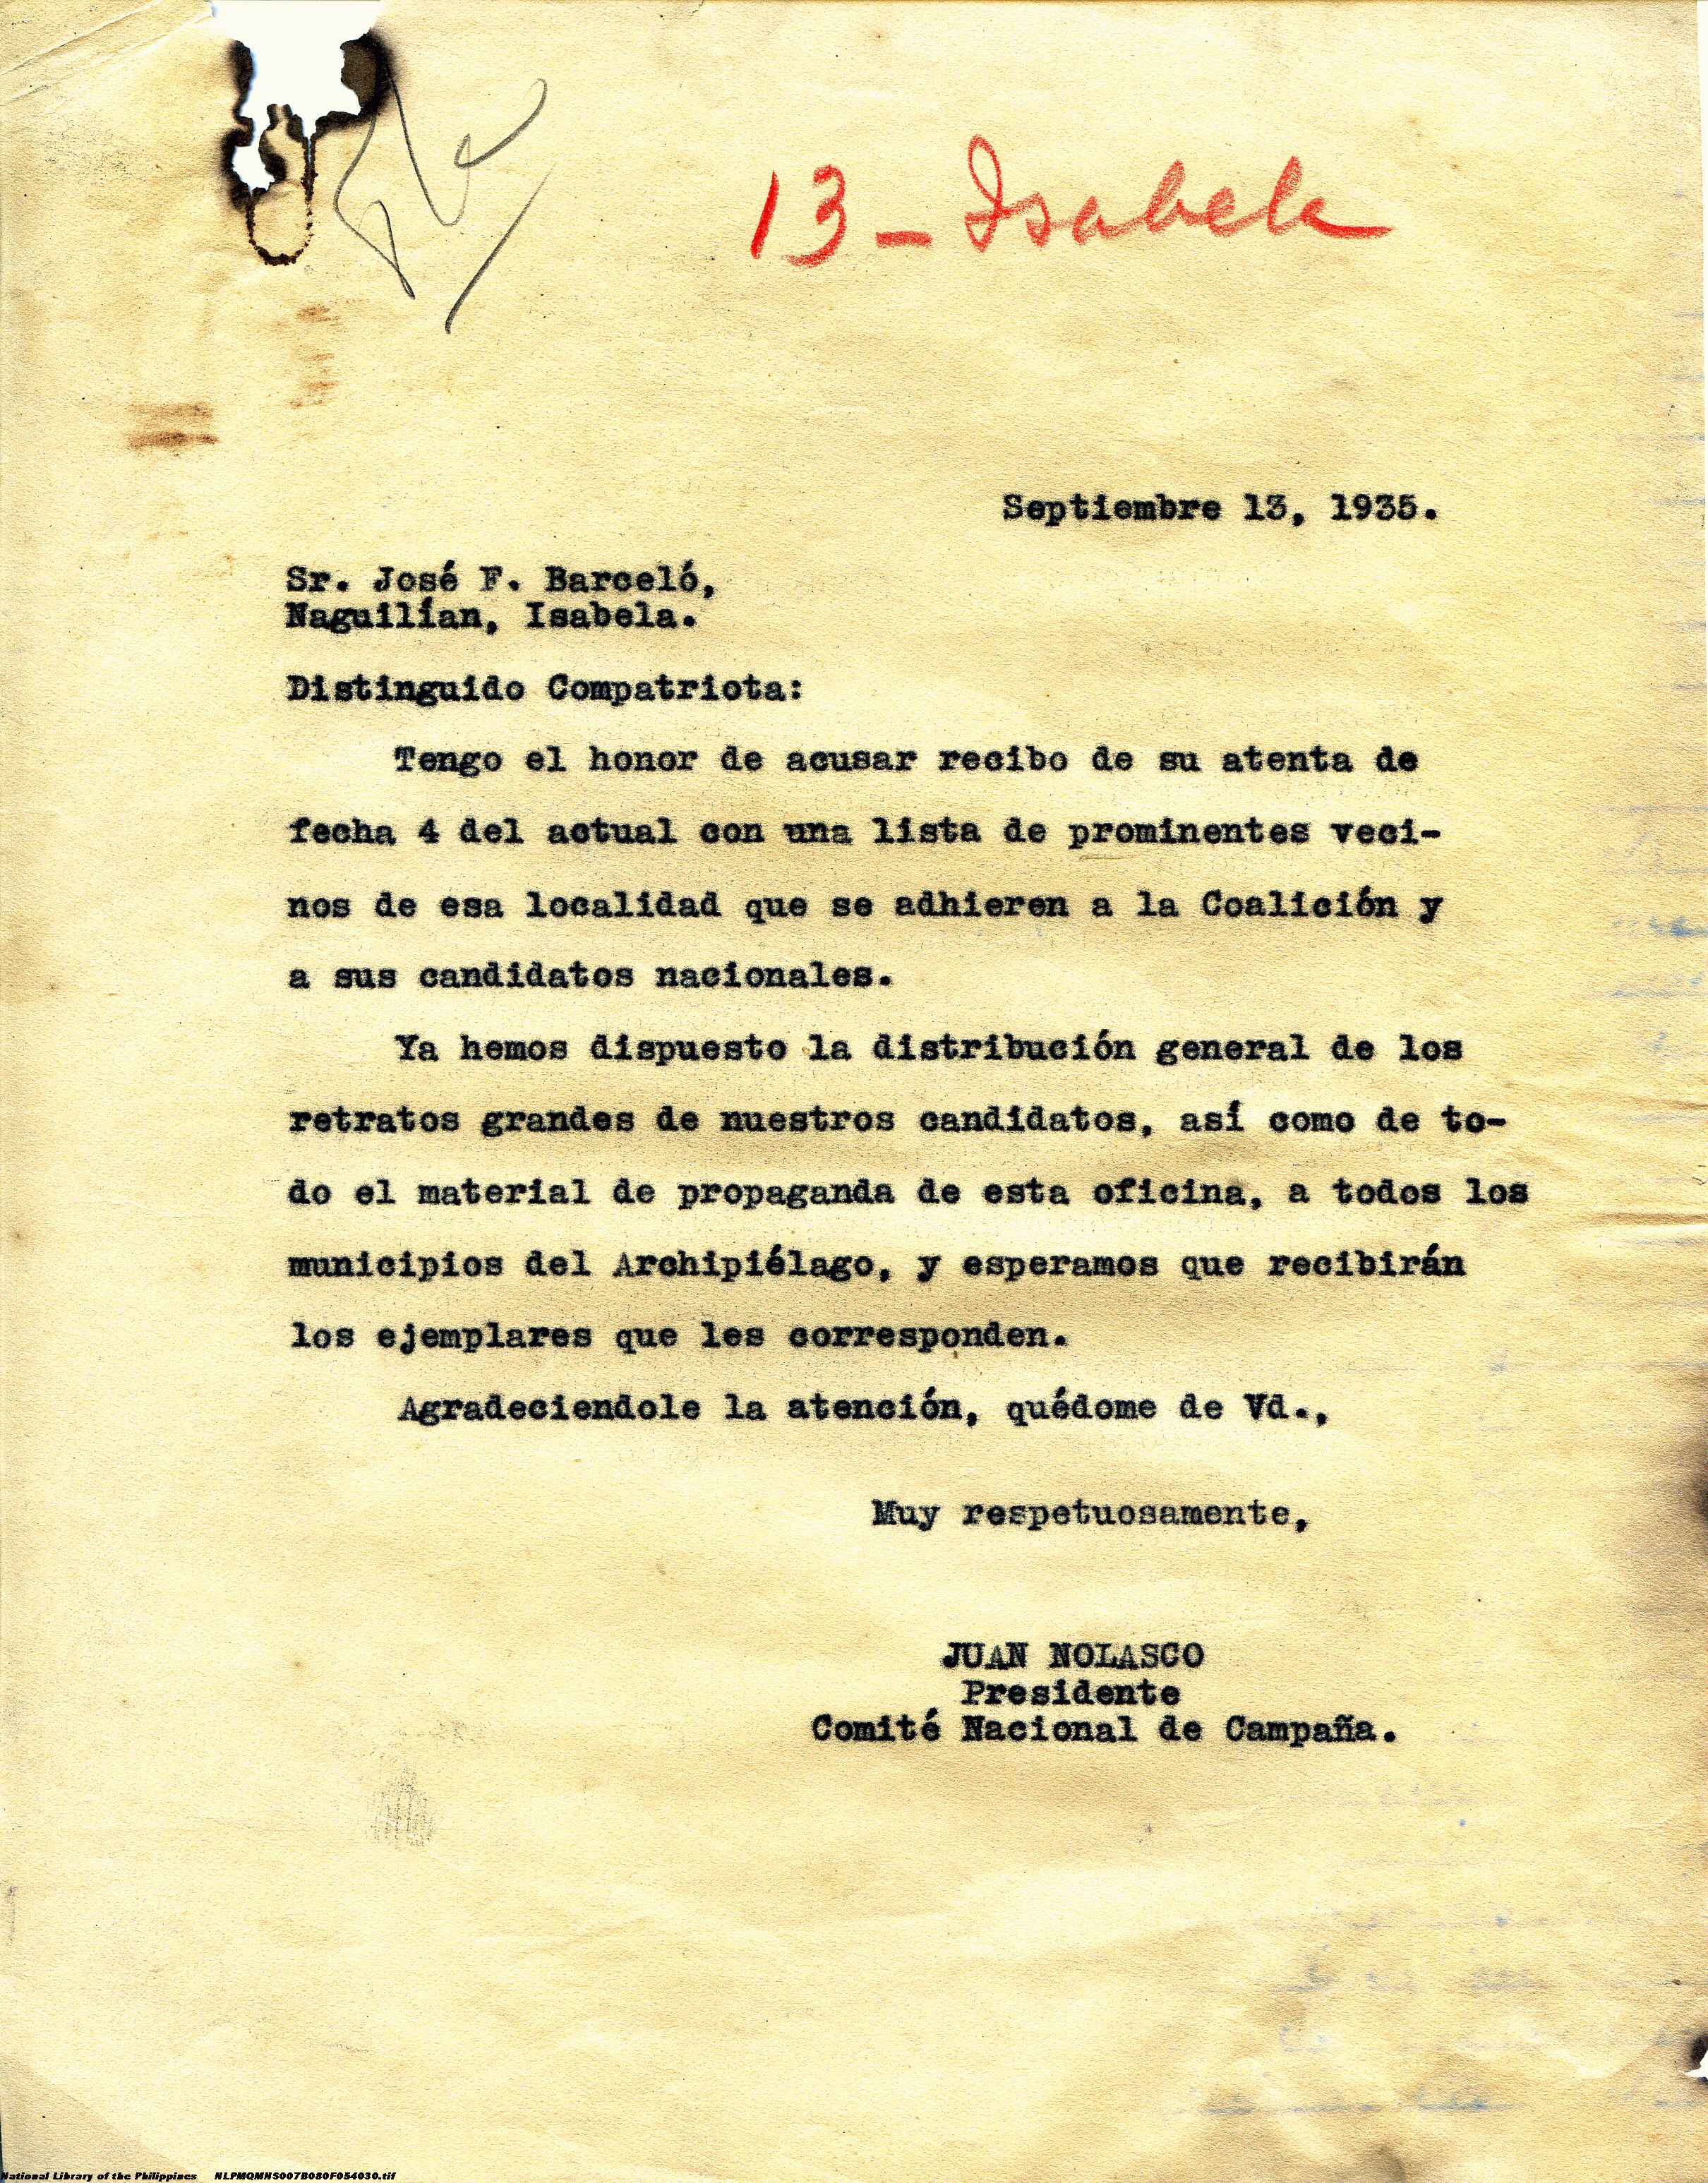 13 - Isabela
Septiembre 13, 1935.
Sr. José F. Barceló,
Naguilían, Isabela.
Distinguido Compatriota:
Tengo el honor de acusar recibo de su atenta de
fecha 4 del actual con una lista de prominentes veci-
nos de esa localidad que se adhieren a la Coalición y
a sus candidatos nacionales.
Ya hemos dispuesto la distribución general de los
retratos grandes de nuestros candidatos, así como de to-
do el material de propaganda de esta oficina, a todos los
municipios del Archipiélago, y esperamos que recibirán
los ejemplares que les corresponden.
Agradeciendole la atención, quédome de Vd.,
Muy respetuosamente,
JUAN NOLASCO
Presidente
Comité Nacional de Campaña.
National Library of the Philippines NLPMQMNS007B080F054030.tif